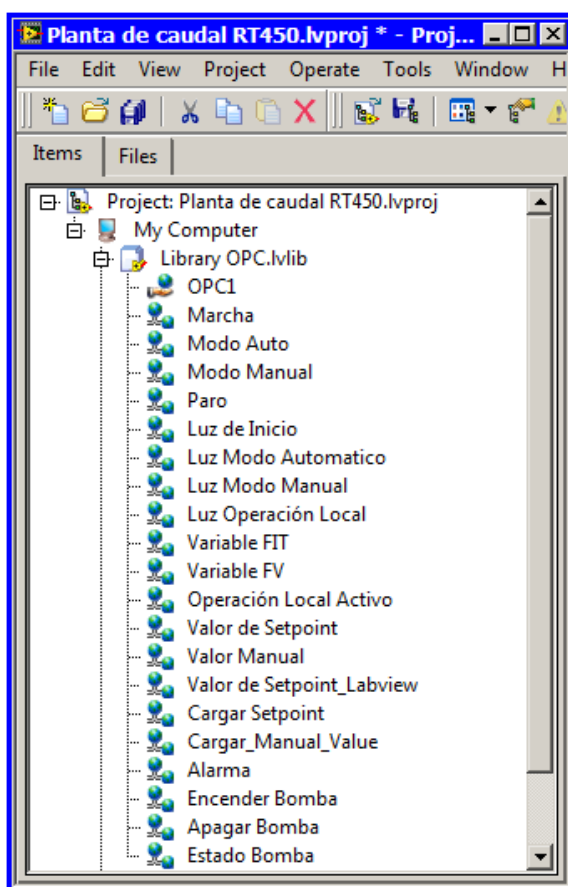 Planta de caudal RT450.lvproj * - Proj...
File Edit View Project Operate Tools Window H
Items Files
Project: Planta de caudal RT450.lvproj
My Computer
Library OPC.lvlib
OPC1
Marcha
Modo Auto
Modo Manual
Paro
Luz de Inicio
Luz Modo Automatico
Luz Modo Manual
Luz Operación Local
Variable FIT
Variable FV
Operación Local Activo
Valor de Setpoint
Valor Manual
Valor de Setpoint_Labview
Cargar Setpoint
Cargar_Manual_Value
Alarma
Encender Bomba
Apagar Bomba
Estado Bomba